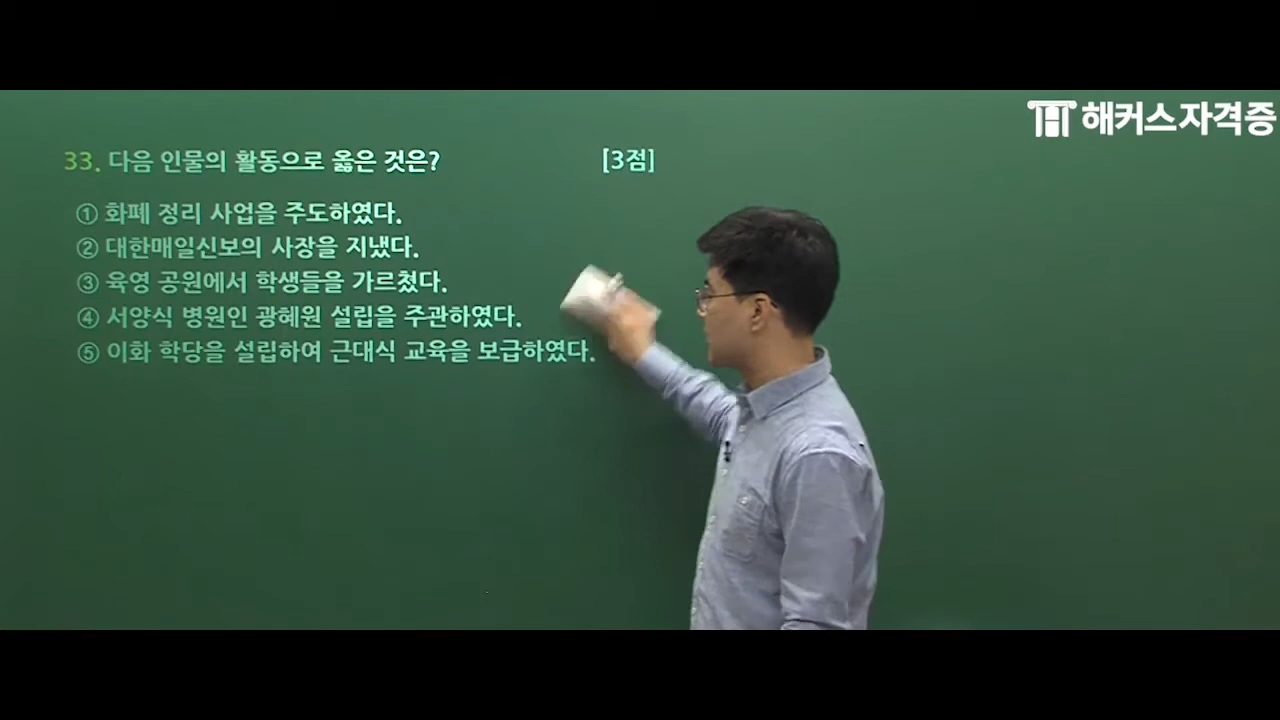 해커스자격증
33. 다음 인물의 활동으로 옳은 것은? [3점]
① 화폐 정리 사업을 주도하였다.
② 대한매일신보의 사장을 지냈다.
③ 육영 공원에서 학생들을 가르쳤다.
④ 서양식 병원인 광혜원 설립을 주관하였다.
⑤ 이화 학당을 설립하여 근대식 교육을 보급하였다.